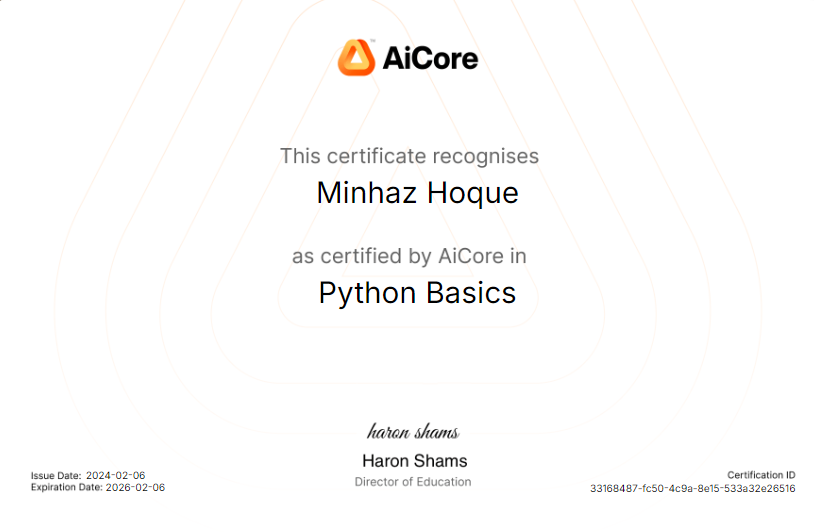 AiCore
This certificate recognises
Minhaz Hoque
as certified by AiCore in
Python Basics
haron shams
Haron Shams
Director of Education
Issue Date: 2024-02-06
Expiration Date: 2026-02-06
Certification ID
33168487-fc50-4c9a-8e15-533a32e26516